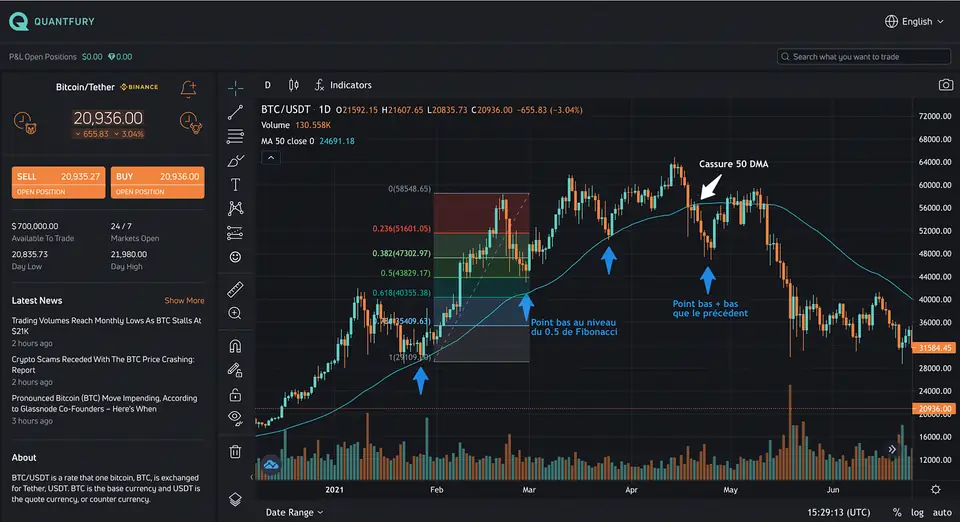 QUANTFURY
English
P&L Open Positions $0.00 0.00
Search what you want to trade
Bitcoin/Tether BINANCE
20,936.00
655.83 3.04%
SELL 20,935.27
OPEN POSITION
BUY 20,936.00
OPEN POSITION
$700,000.00
Available To Trade
24 / 7
Markets Open
20,835.73
Day Low
21,980.00
Day High
Latest News Show More
Trading Volumes Reach Monthly Lows As BTC Stalls At
$21K
2 hours ago
Crypto Scams Receded With The BTC Price Crashing:
Report
2 hours ago
Pronounced Bitcoin (BTC) Move Impending, According
to Glassnode Co-Founders – Here's When
3 hours ago
About
BTC/USDT is a rate that one bitcoin, BTC, is exchanged
for Tether, USDT. BTC is the base currency and USDT is
the quote currency, or counter currency.
D Indicators
BTC/USDT 1D O21592.15 H21607.65 L20835.73 C20936.00 −655.83 (−3.04%)
Volume 130.558K
MA 50 close 0 24691.18
0(58548.65)
0.236(51601.05)
0.382(47302.97)
0.5(43829.17)
0.618(40355.38)
1(29109.70)
Cassure 50 DMA
Point bas au niveau
du 0.5 de Fibonacci
Point bas + bas
que le précédent
72000.00
68000.00
64000.00
60000.00
56000.00
52000.00
48000.00
44000.00
40000.00
36000.00
31584.45
28000.00
24000.00
20936.00
16000.00
12000.00
2021 Feb Mar Apr May Jun
Date Range
15:29:13 (UTC) % log auto